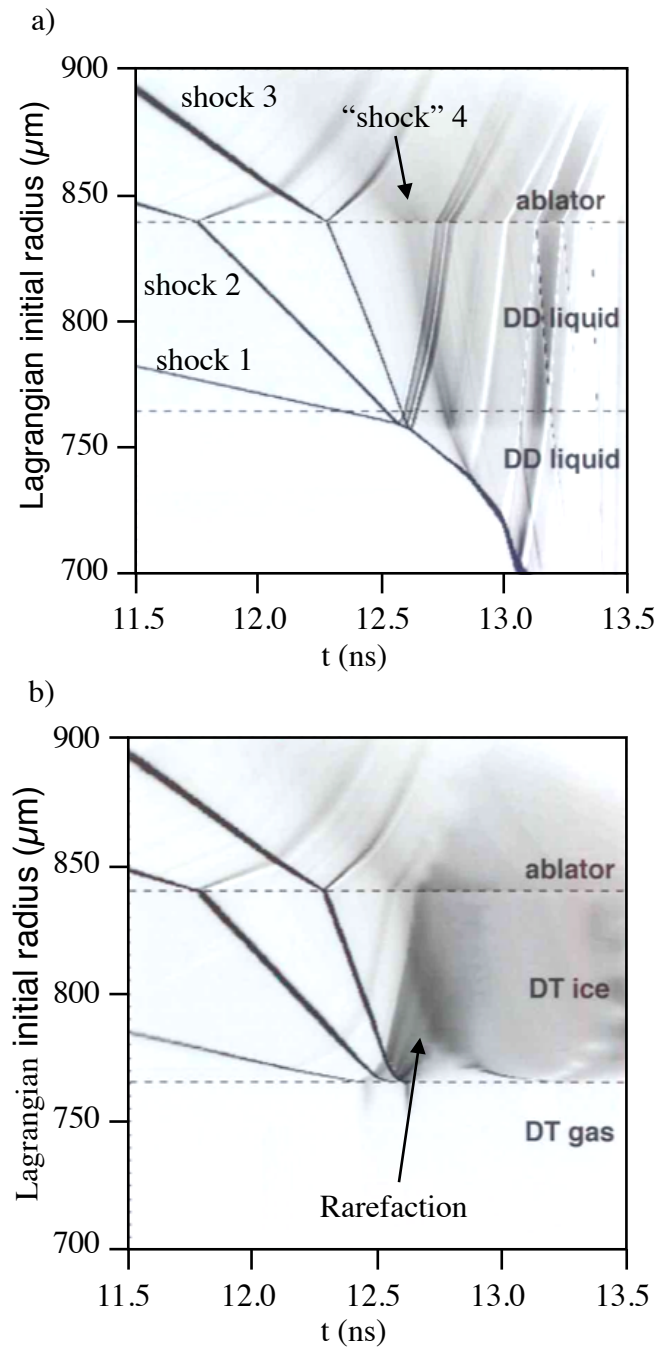 a)
900
850
800
750
700
Lagrangian initial radius (μm)
shock 3
"shock" 4
ablator
shock 2
DD liquid
shock 1
DD liquid
11.5 12.0 12.5 13.0 13.5
t (ns)
b)
900
850
800
750
700
Lagrangian initial radius (μm)
ablator
DT ice
DT gas
Rarefaction
11.5 12.0 12.5 13.0 13.5
t (ns)